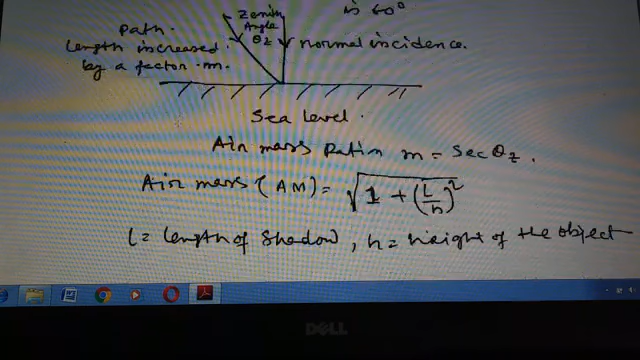 is 60°
Path.
length increased.
by a factor m.
Zenith
Angle
θz
normal incidence.
Sea level.
Air mass ratio m = sec θz.
Air mass (AM) = √1 + (L/h)²
l = length of shadow, h = height of the object
DELL